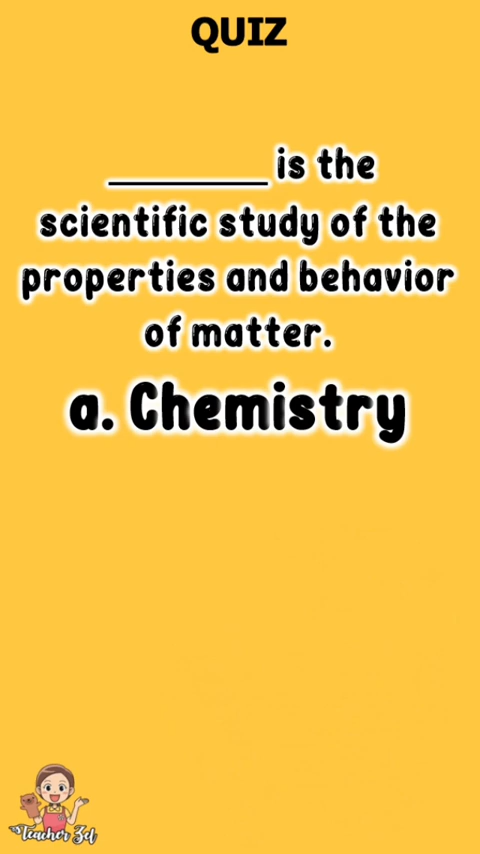 QUIZ
________ is the
scientific study of the
properties and behavior
of matter.
a. Chemistry
Teacher Zel